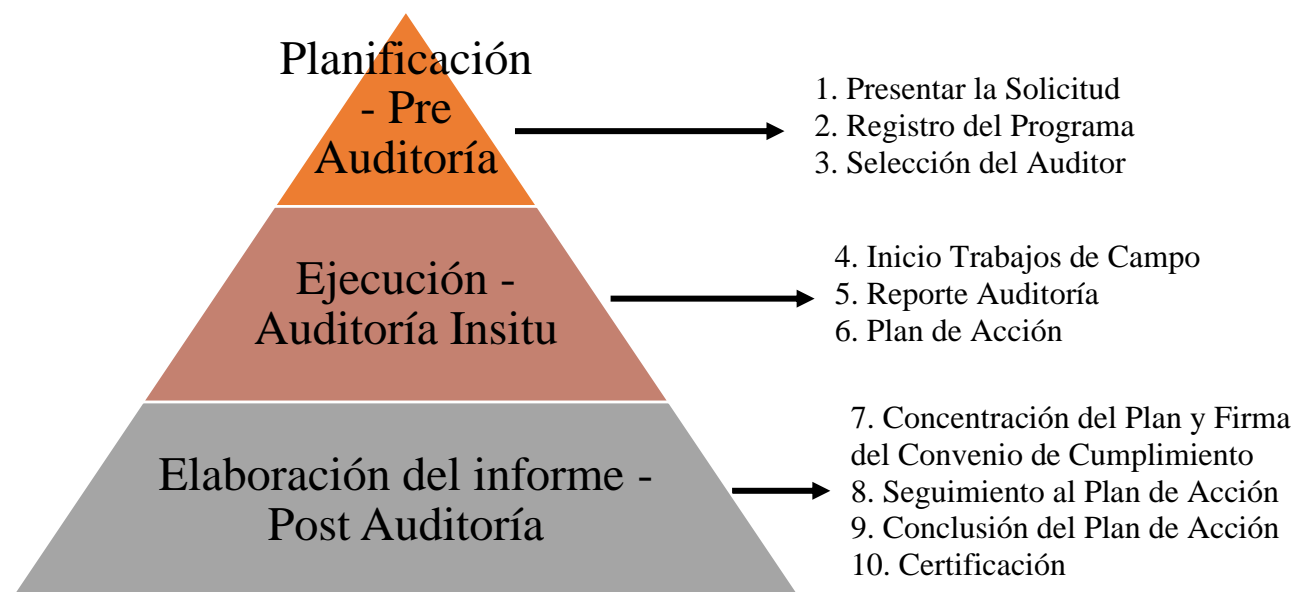 Planificación
- Pre
Auditoría
1. Presentar la Solicitud
2. Registro del Programa
3. Selección del Auditor
Ejecución -
Auditoría Insitu
4. Inicio Trabajos de Campo
5. Reporte Auditoría
6. Plan de Acción
Elaboración del informe -
Post Auditoría
7. Concentración del Plan y Firma
del Convenio de Cumplimiento
8. Seguimiento al Plan de Acción
9. Conclusión del Plan de Acción
10. Certificación